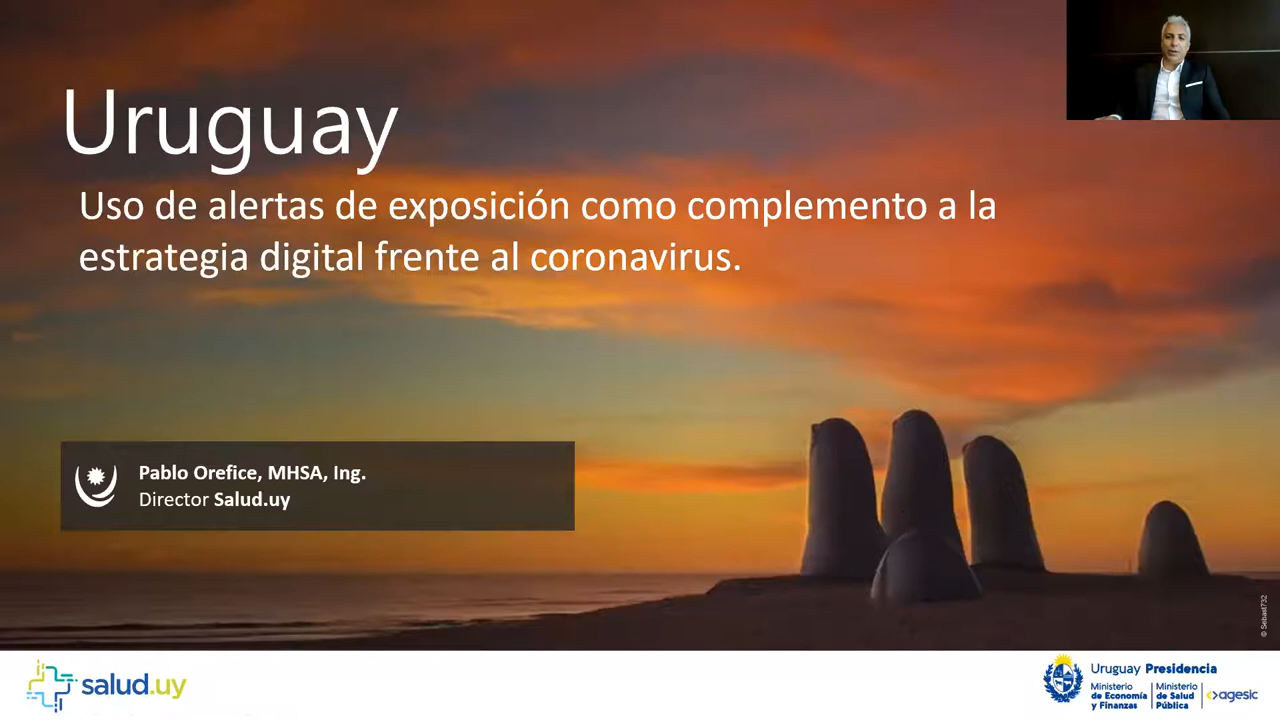 Uruguay
Uso de alertas de exposición como complemento a la
estrategia digital frente al coronavirus.
Pablo Orefice, MHSA, Ing.
Director Salud.uy
© Sebast732
salud.uy
Uruguay Presidencia
Ministerio
de Economía
y Finanzas
Ministerio
de Salud
Pública
agesic